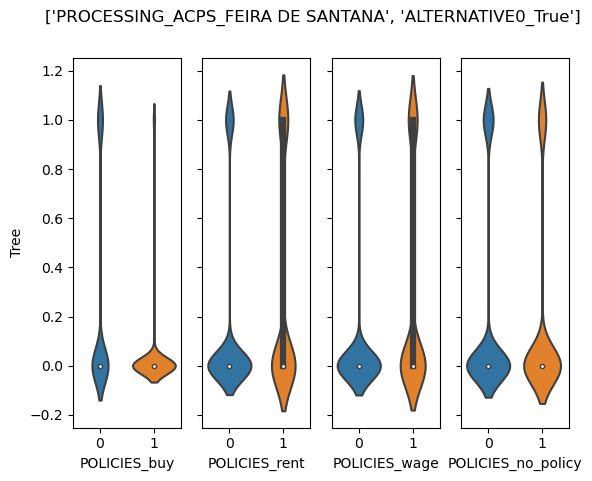 ['PROCESSING_ACPS_FEIRA DE SANTANA', 'ALTERNATIVE0_True']
1.2
1.0
0.8
0.6
0.4
0.2
0.0
−0.2
Tree
0 1 0 1 0 1 0 1
POLICIES_buy POLICIES_rent POLICIES_wage POLICIES_no_policy